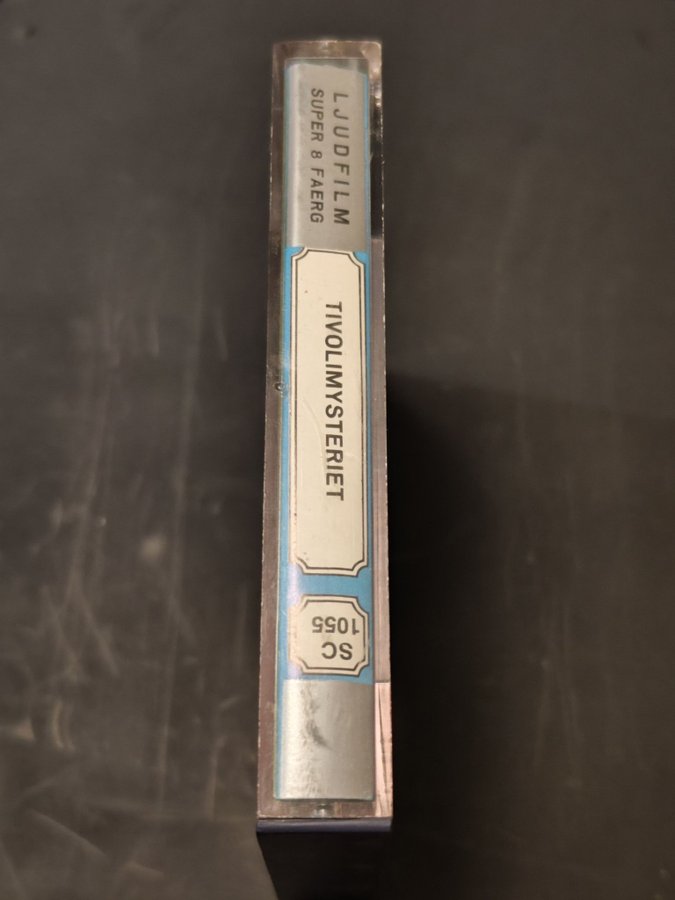 LJUDFILM
SUPER 8 FAERG
TIVOLIMYSTERIET
SC
1055